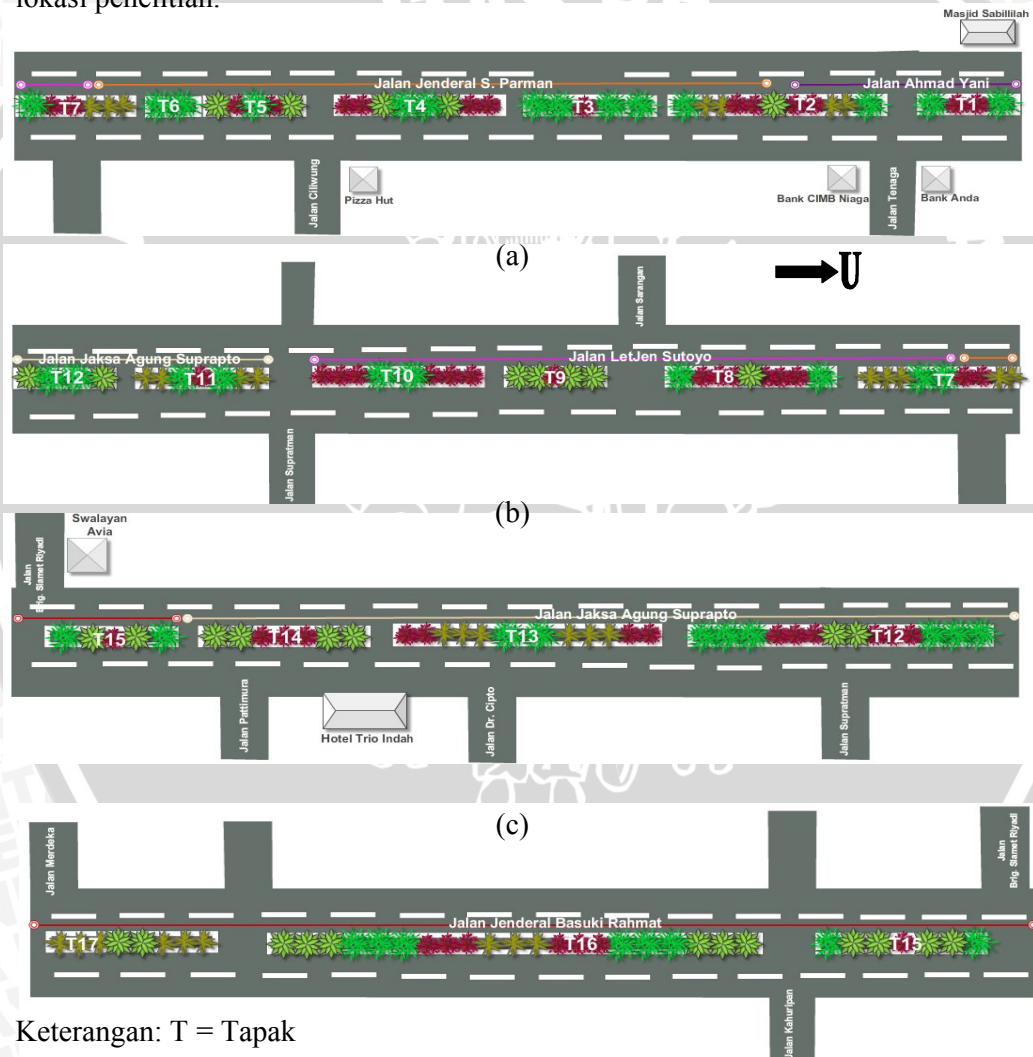 lokasi penelitian.
Masjid Sabillilah
Jalan Jenderal S. Parman
Jalan Ahmad Yani
T7 T6 T5 T4 T3 T2 T1
Jalan Ciliwung
Pizza Hut
Bank CIMB Niaga
Jalan Tenaga
Bank Anda
(a)
U
Jalan Sarangan
Jalan Jaksa Agung Suprapto
Jalan LetJen Sutoyo
T12 T11 T10 T9 T8 T7
Jalan Supratman
(b)
Swalayan
Avia
Jalan
Brig. Slamet Riyadi
Jalan Jaksa Agung Suprapto
T15 T14 T13 T12
Jalan Pattimura
Hotel Trio Indah
Jalan Dr. Cipto
Jalan Supratman
(c)
Jalan Merdeka
Jalan
Brig. Slamet Riyadi
Jalan Jenderal Basuki Rahmat
T17 T16 T15
Jalan Kahuripan
Keterangan: T = Tapak